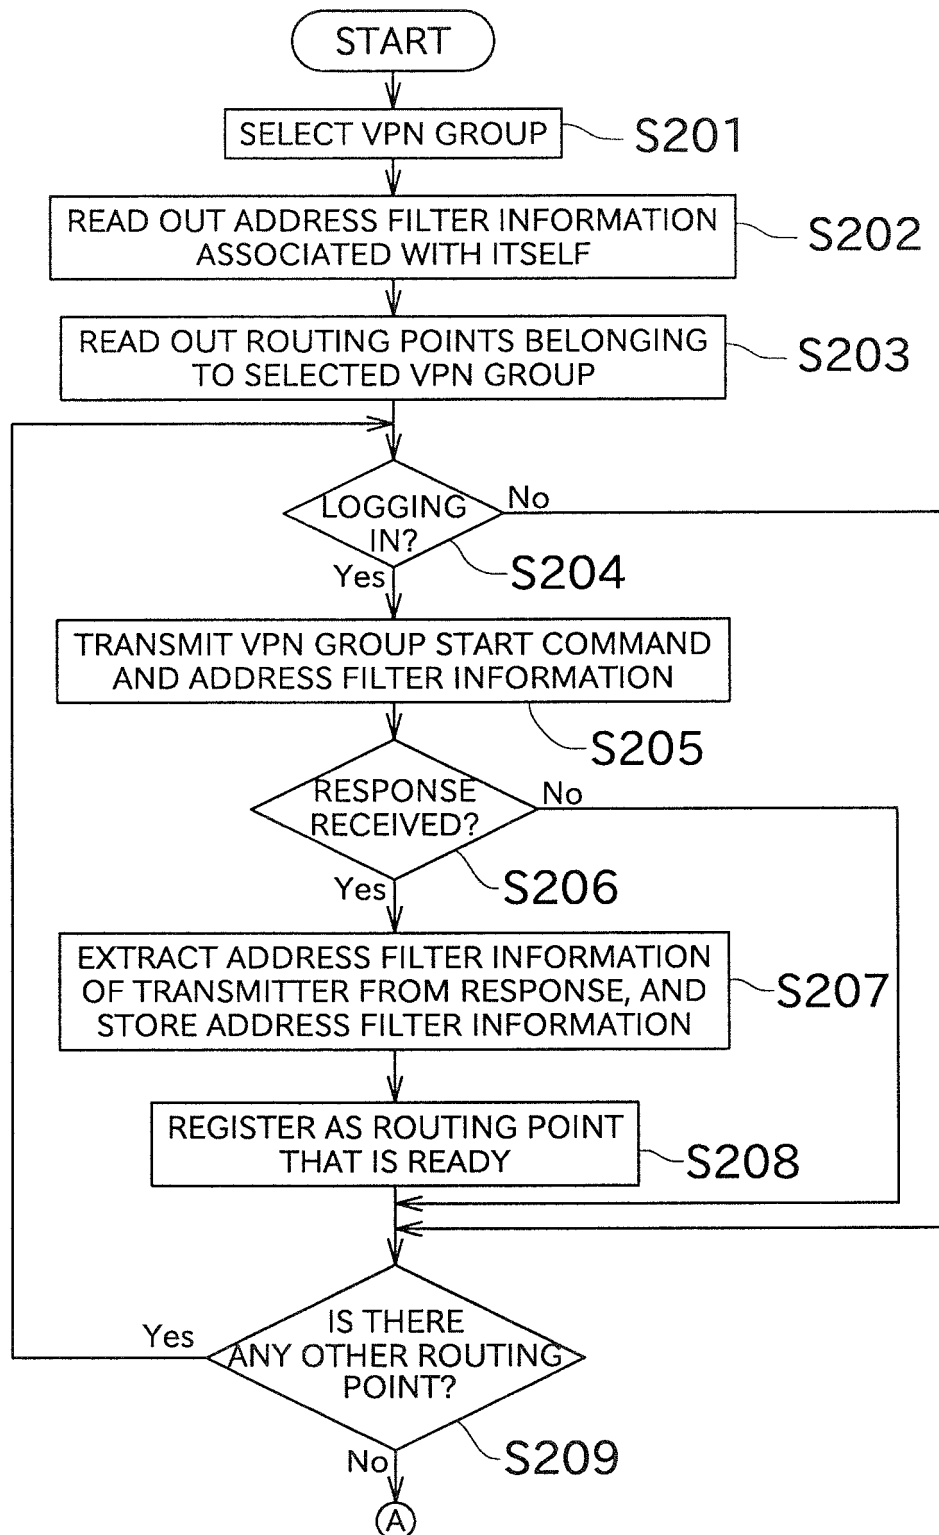 START
SELECT VPN GROUP
S201
READ OUT ADDRESS FILTER INFORMATION
ASSOCIATED WITH ITSELF
S202
READ OUT ROUTING POINTS BELONGING
TO SELECTED VPN GROUP
S203
LOGGING
IN?
No
S204
Yes
TRANSMIT VPN GROUP START COMMAND
AND ADDRESS FILTER INFORMATION
S205
RESPONSE
RECEIVED?
No
S206
Yes
EXTRACT ADDRESS FILTER INFORMATION
OF TRANSMITTER FROM RESPONSE, AND
STORE ADDRESS FILTER INFORMATION
S207
REGISTER AS ROUTING POINT
THAT IS READY
S208
IS THERE
ANY OTHER ROUTING
POINT?
Yes
S209
No
A